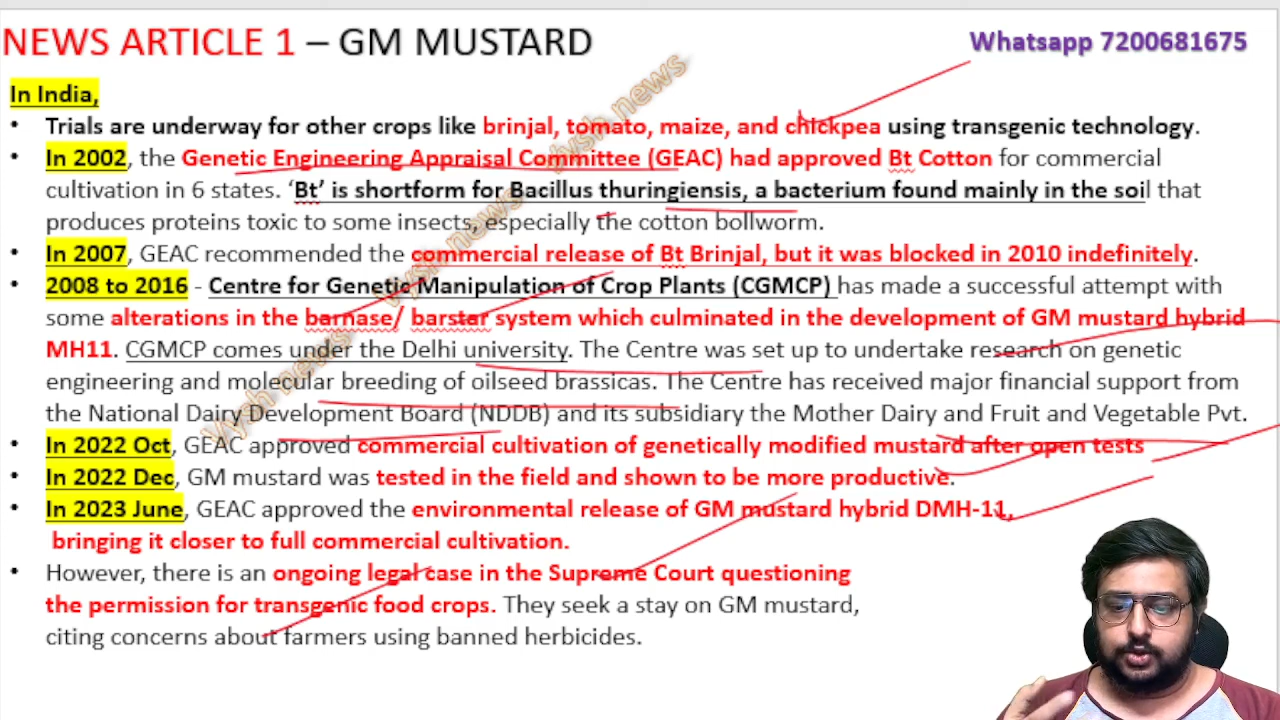 NEWS ARTICLE 1 – GM MUSTARD
Whatsapp 7200681675
In India,
• Trials are underway for other crops like brinjal, tomato, maize, and chickpea using transgenic technology.
• In 2002, the Genetic Engineering Appraisal Committee (GEAC) had approved Bt Cotton for commercial
cultivation in 6 states. ‘Bt’ is shortform for Bacillus thuringiensis, a bacterium found mainly in the soil that
produces proteins toxic to some insects, especially the cotton bollworm.
• In 2007, GEAC recommended the commercial release of Bt Brinjal, but it was blocked in 2010 indefinitely.
• 2008 to 2016 - Centre for Genetic Manipulation of Crop Plants (CGMCP) has made a successful attempt with
some alterations in the barnase/ barstar system which culminated in the development of GM mustard hybrid
MH11. CGMCP comes under the Delhi university. The Centre was set up to undertake research on genetic
engineering and molecular breeding of oilseed brassicas. The Centre has received major financial support from
the National Dairy Development Board (NDDB) and its subsidiary the Mother Dairy and Fruit and Vegetable Pvt.
• In 2022 Oct, GEAC approved commercial cultivation of genetically modified mustard after open tests
• In 2022 Dec, GM mustard was tested in the field and shown to be more productive.
• In 2023 June, GEAC approved the environmental release of GM mustard hybrid DMH-11,
bringing it closer to full commercial cultivation.
• However, there is an ongoing legal case in the Supreme Court questioning
the permission for transgenic food crops. They seek a stay on GM mustard,
citing concerns about farmers using banned herbicides.
Vysh news Vysh news Vysh news